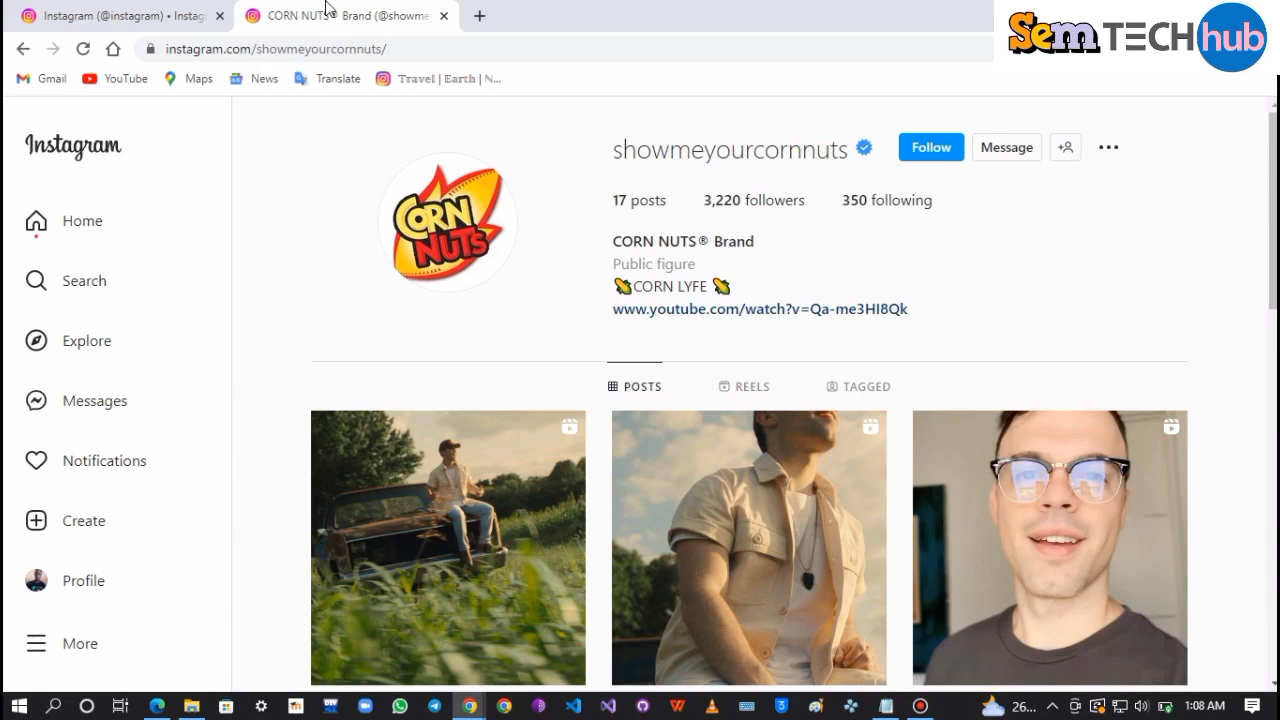 Instagram (@instagram) • Instag
CORN NUTS® Brand (@showme
SemTECHhub
instagram.com/showmeyourcornnuts/
Gmail
YouTube
Maps
News
Translate
Travel | Earth | N...
Instagram
showmeyourcornnuts
Follow
Message
17 posts
3,220 followers
350 following
Home
CORN NUTS
CORN NUTS® Brand
Public figure
🌽CORN LYFE 🌽
www.youtube.com/watch?v=Qa-me3HI8Qk
Search
Explore
Messages
Notifications
Create
Profile
More
POSTS
REELS
TAGGED
26...
1:08 AM